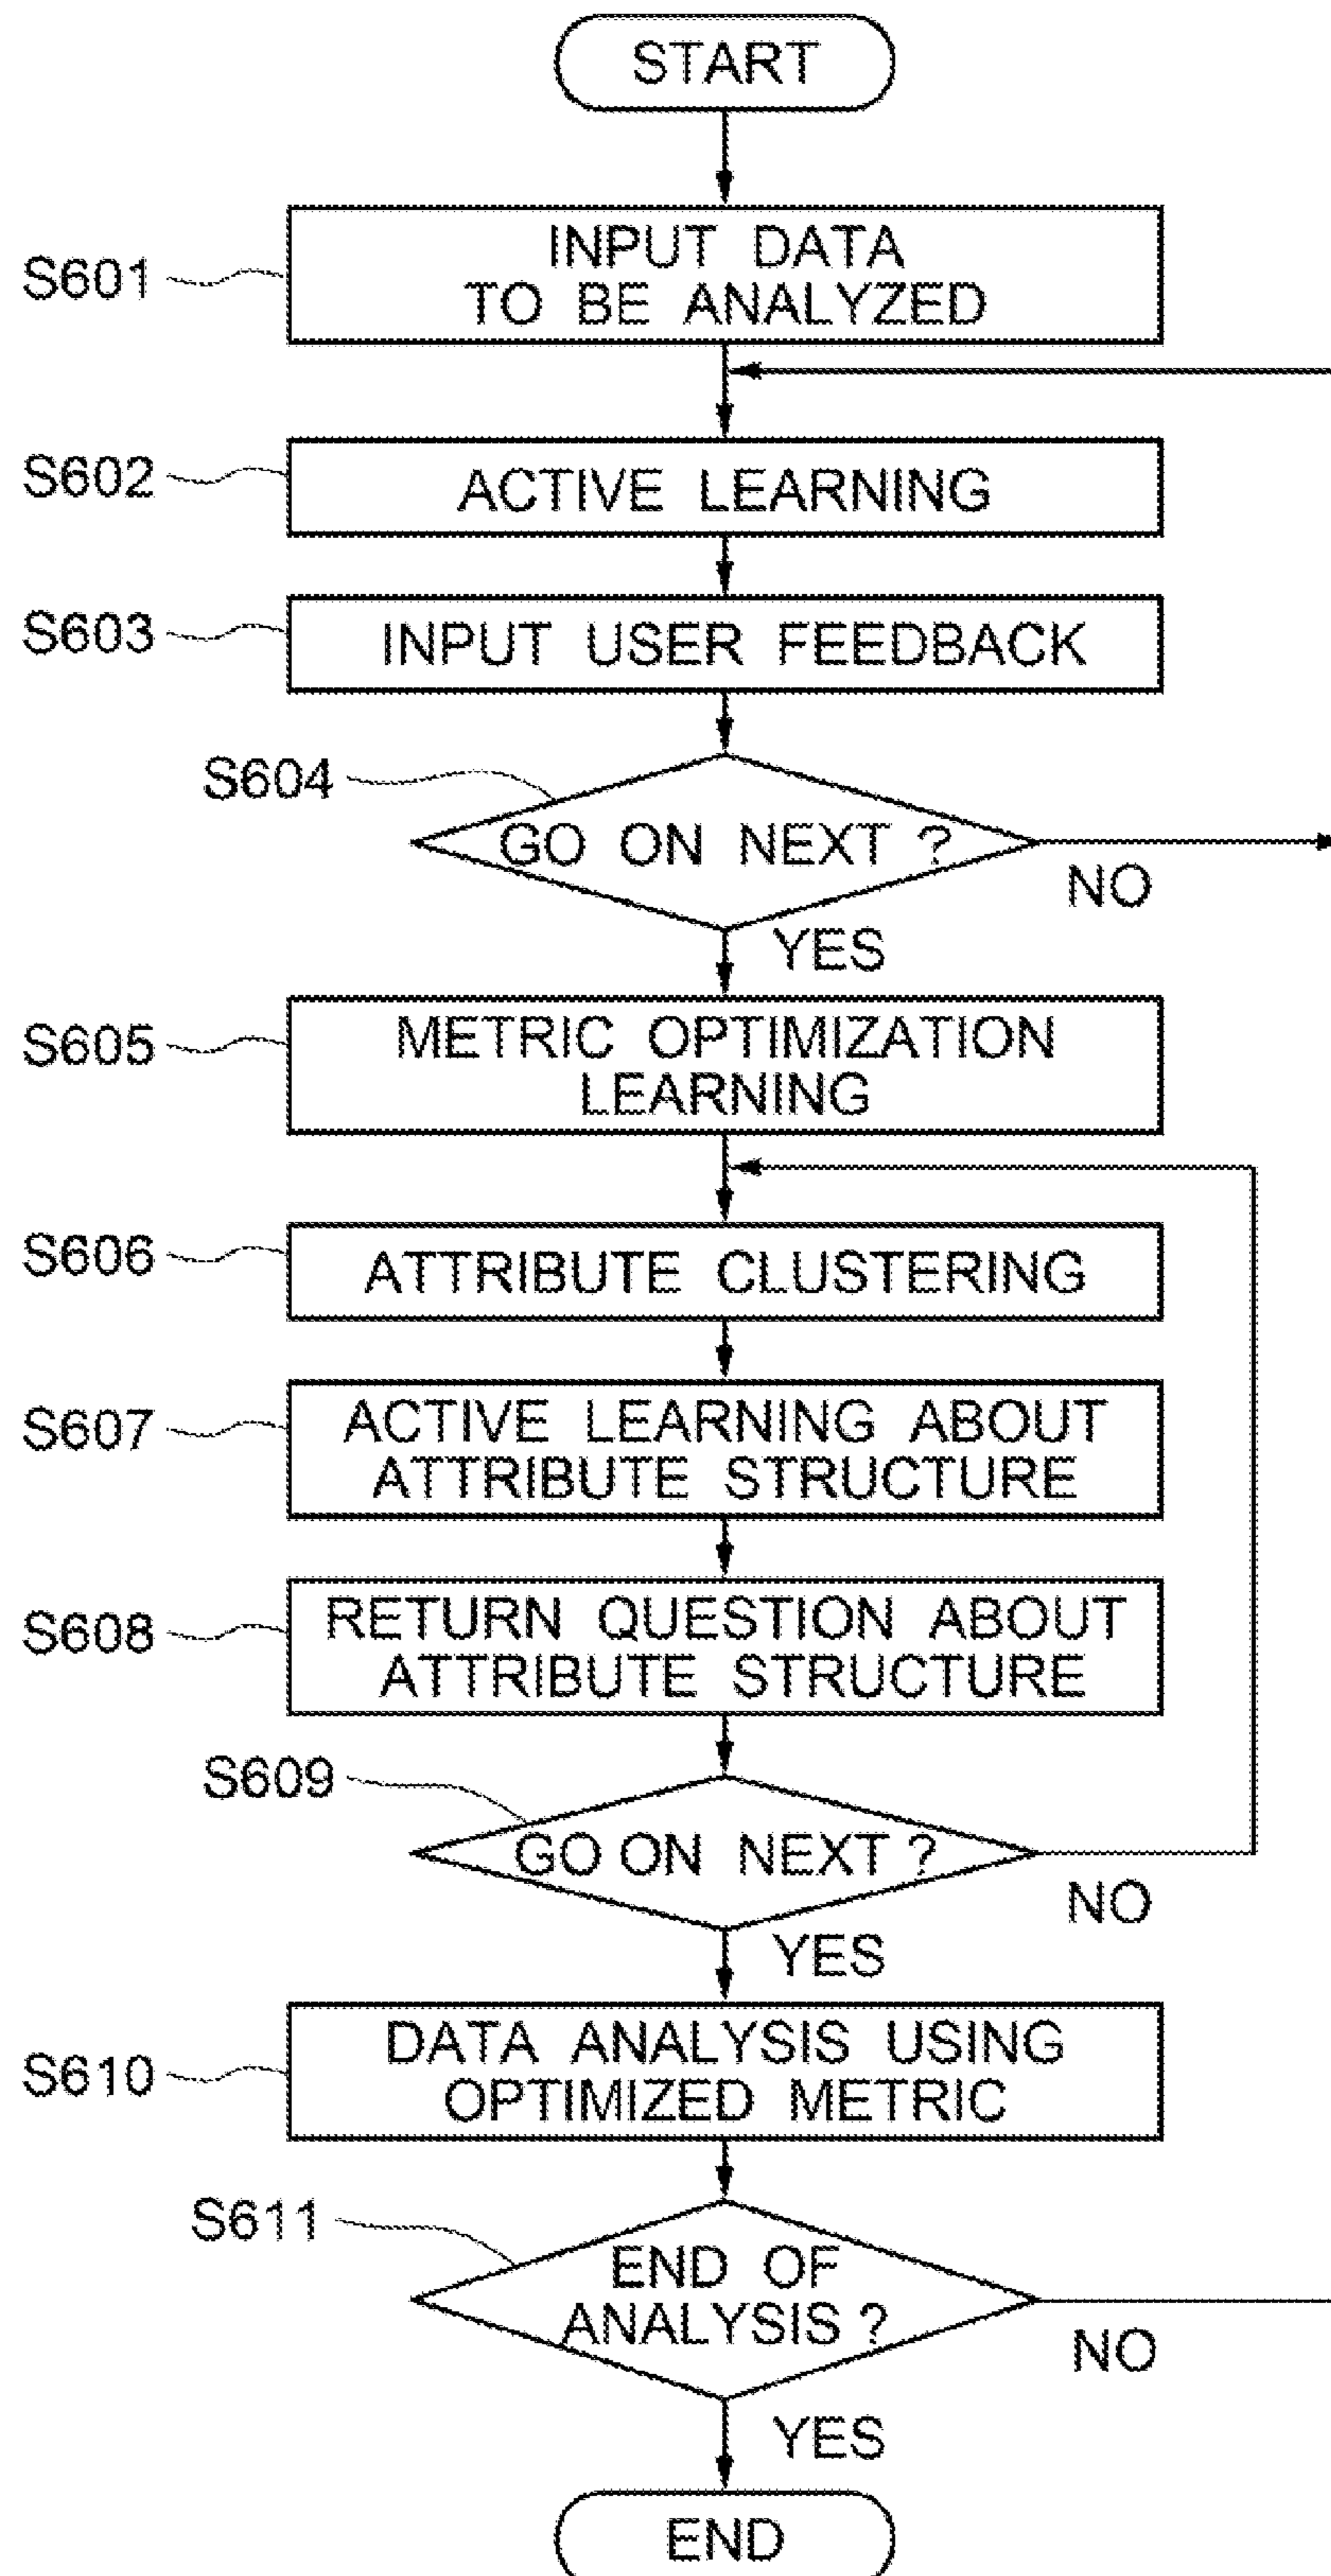 START
S601
INPUT DATA
TO BE ANALYZED
S602
ACTIVE LEARNING
S603
INPUT USER FEEDBACK
S604
GO ON NEXT ?
NO
YES
S605
METRIC OPTIMIZATION
LEARNING
S606
ATTRIBUTE CLUSTERING
S607
ACTIVE LEARNING ABOUT
ATTRIBUTE STRUCTURE
S608
RETURN QUESTION ABOUT
ATTRIBUTE STRUCTURE
S609
GO ON NEXT ?
NO
YES
S610
DATA ANALYSIS USING
OPTIMIZED METRIC
S611
END OF
ANALYSIS ?
NO
YES
END